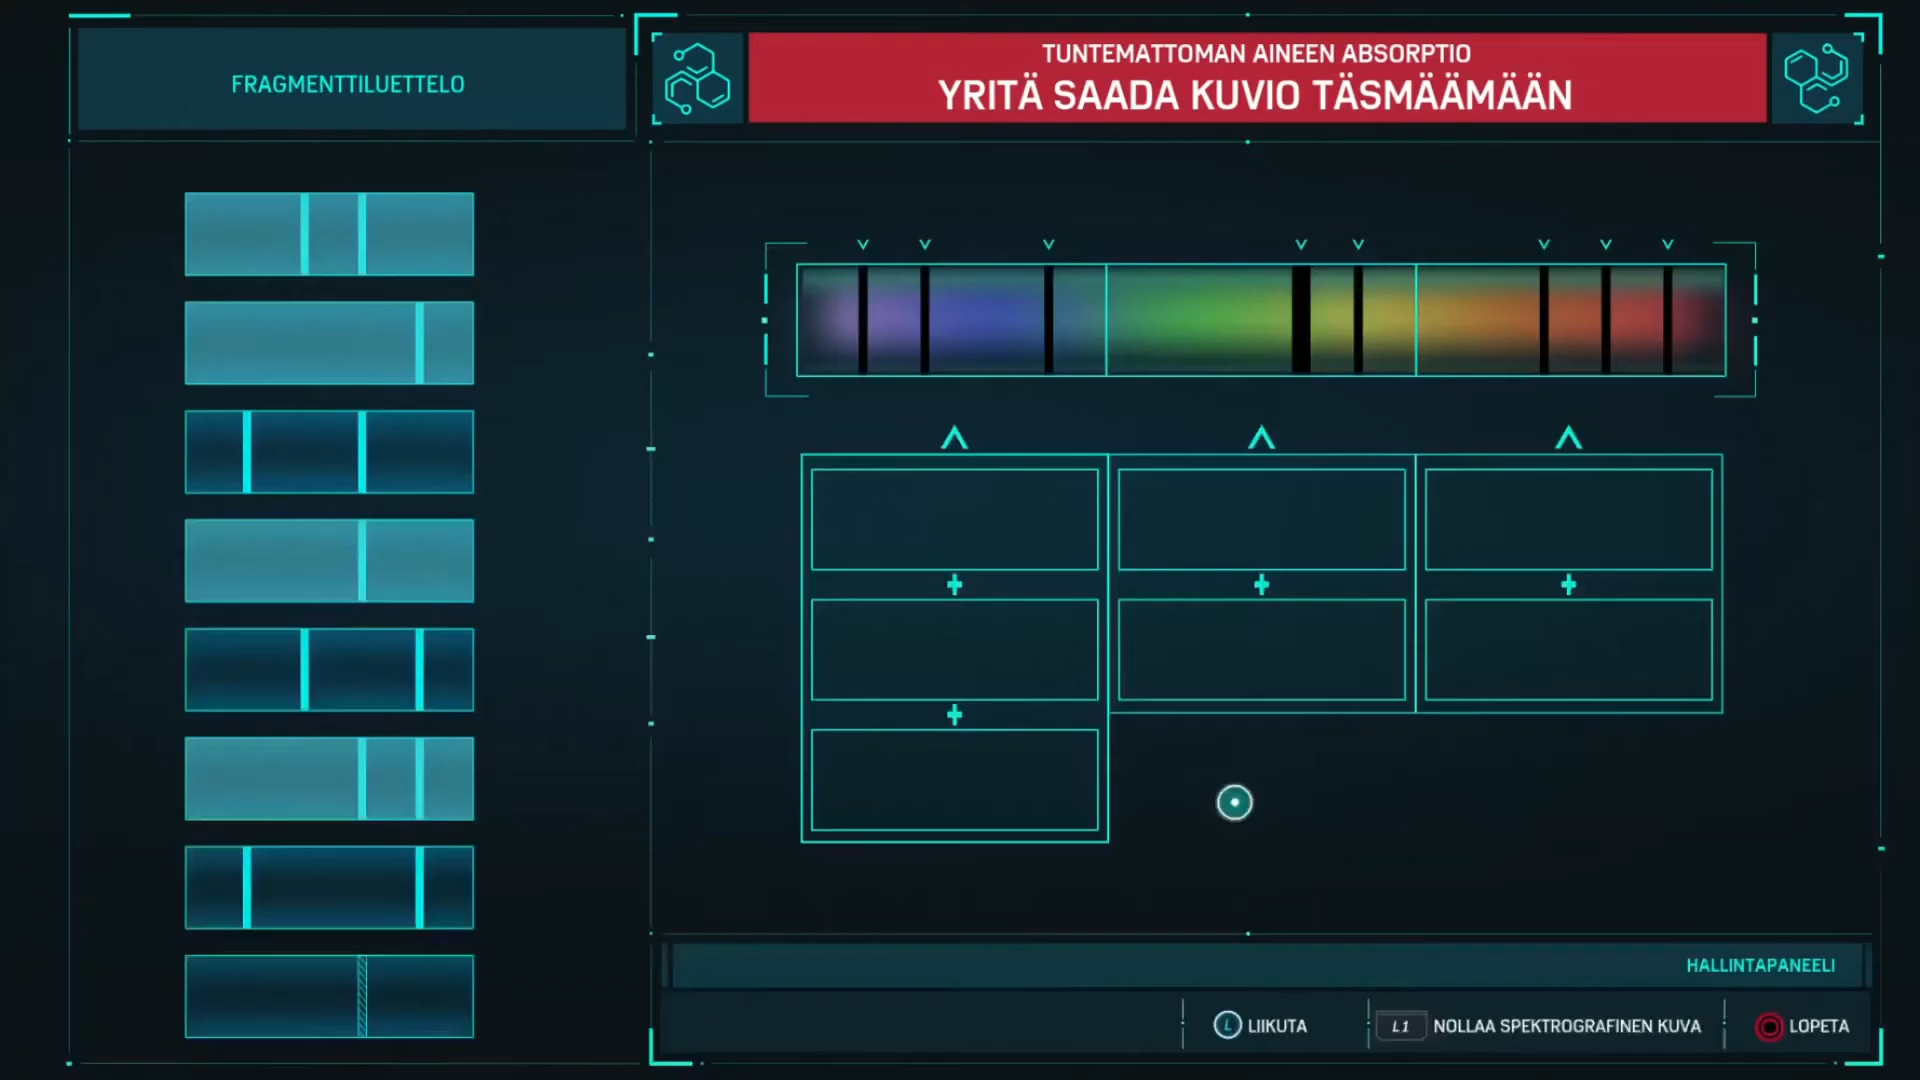 FRAGMENTTILUETTELO
TUNTEMATTOMAN AINEEN ABSORPTIO
YRITÄ SAADA KUVIO TÄSMÄÄMÄÄN
HALLINTAPANEELI
L LIIKUTA
L1 NOLLAA SPEKTROGRAFINEN KUVA
LOPETA